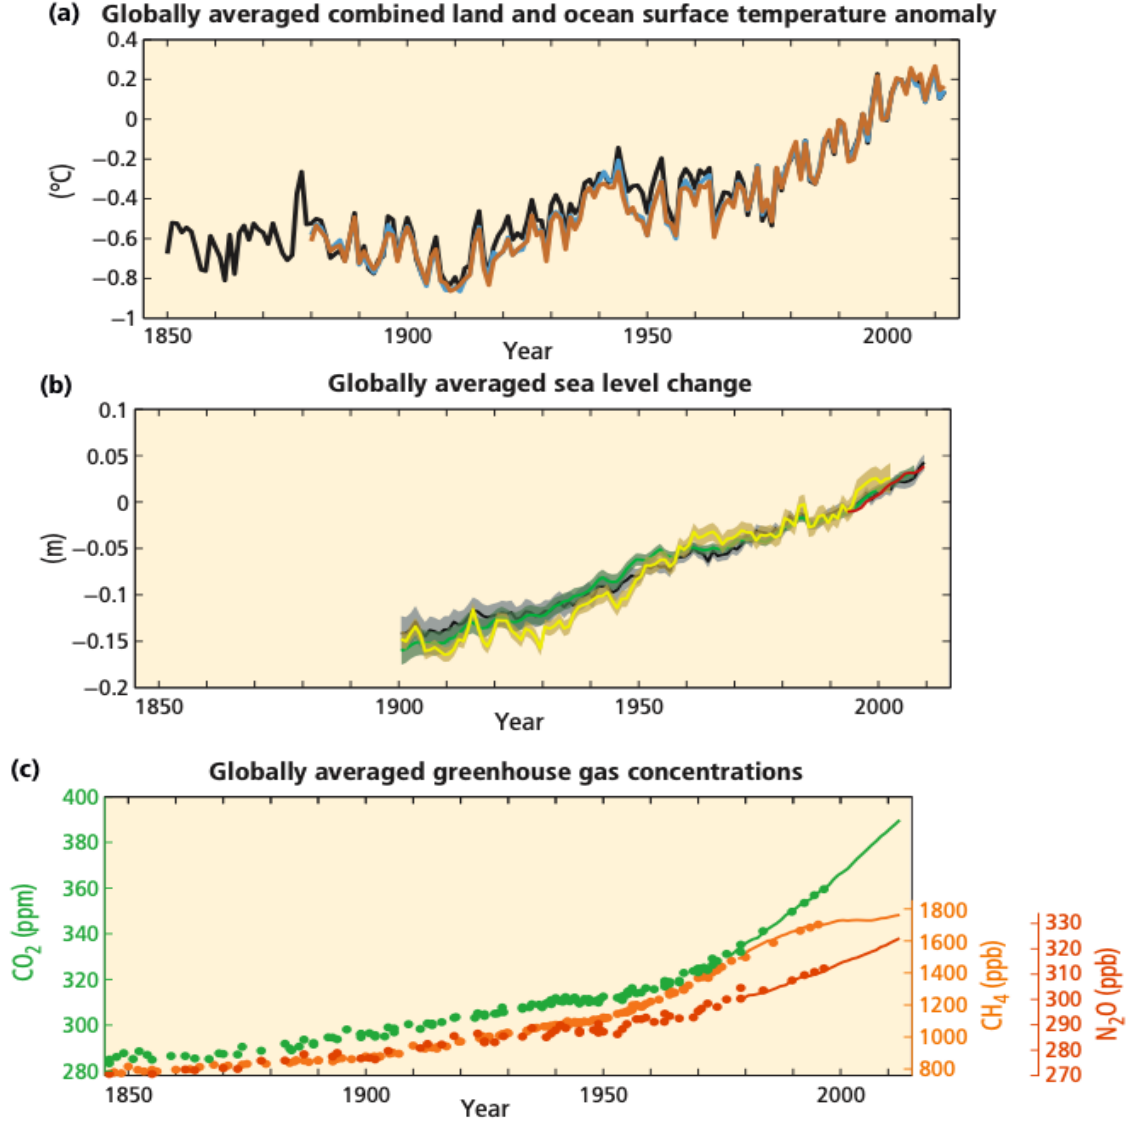 (a) Globally averaged combined land and ocean surface temperature anomaly
0.4
0.2
0
−0.2
−0.4
−0.6
−0.8
−1
(°C)
1850 1900 1950 2000
Year
(b) Globally averaged sea level change
0.1
0.05
0
−0.05
−0.1
−0.15
−0.2
(m)
1850 1900 1950 2000
Year
(c) Globally averaged greenhouse gas concentrations
400
380
360
340
320
300
280
CO2 (ppm)
1800
1600
1400
1200
1000
800
CH4 (ppb)
330
320
310
300
290
280
270
N2O (ppb)
1850 1900 1950 2000
Year